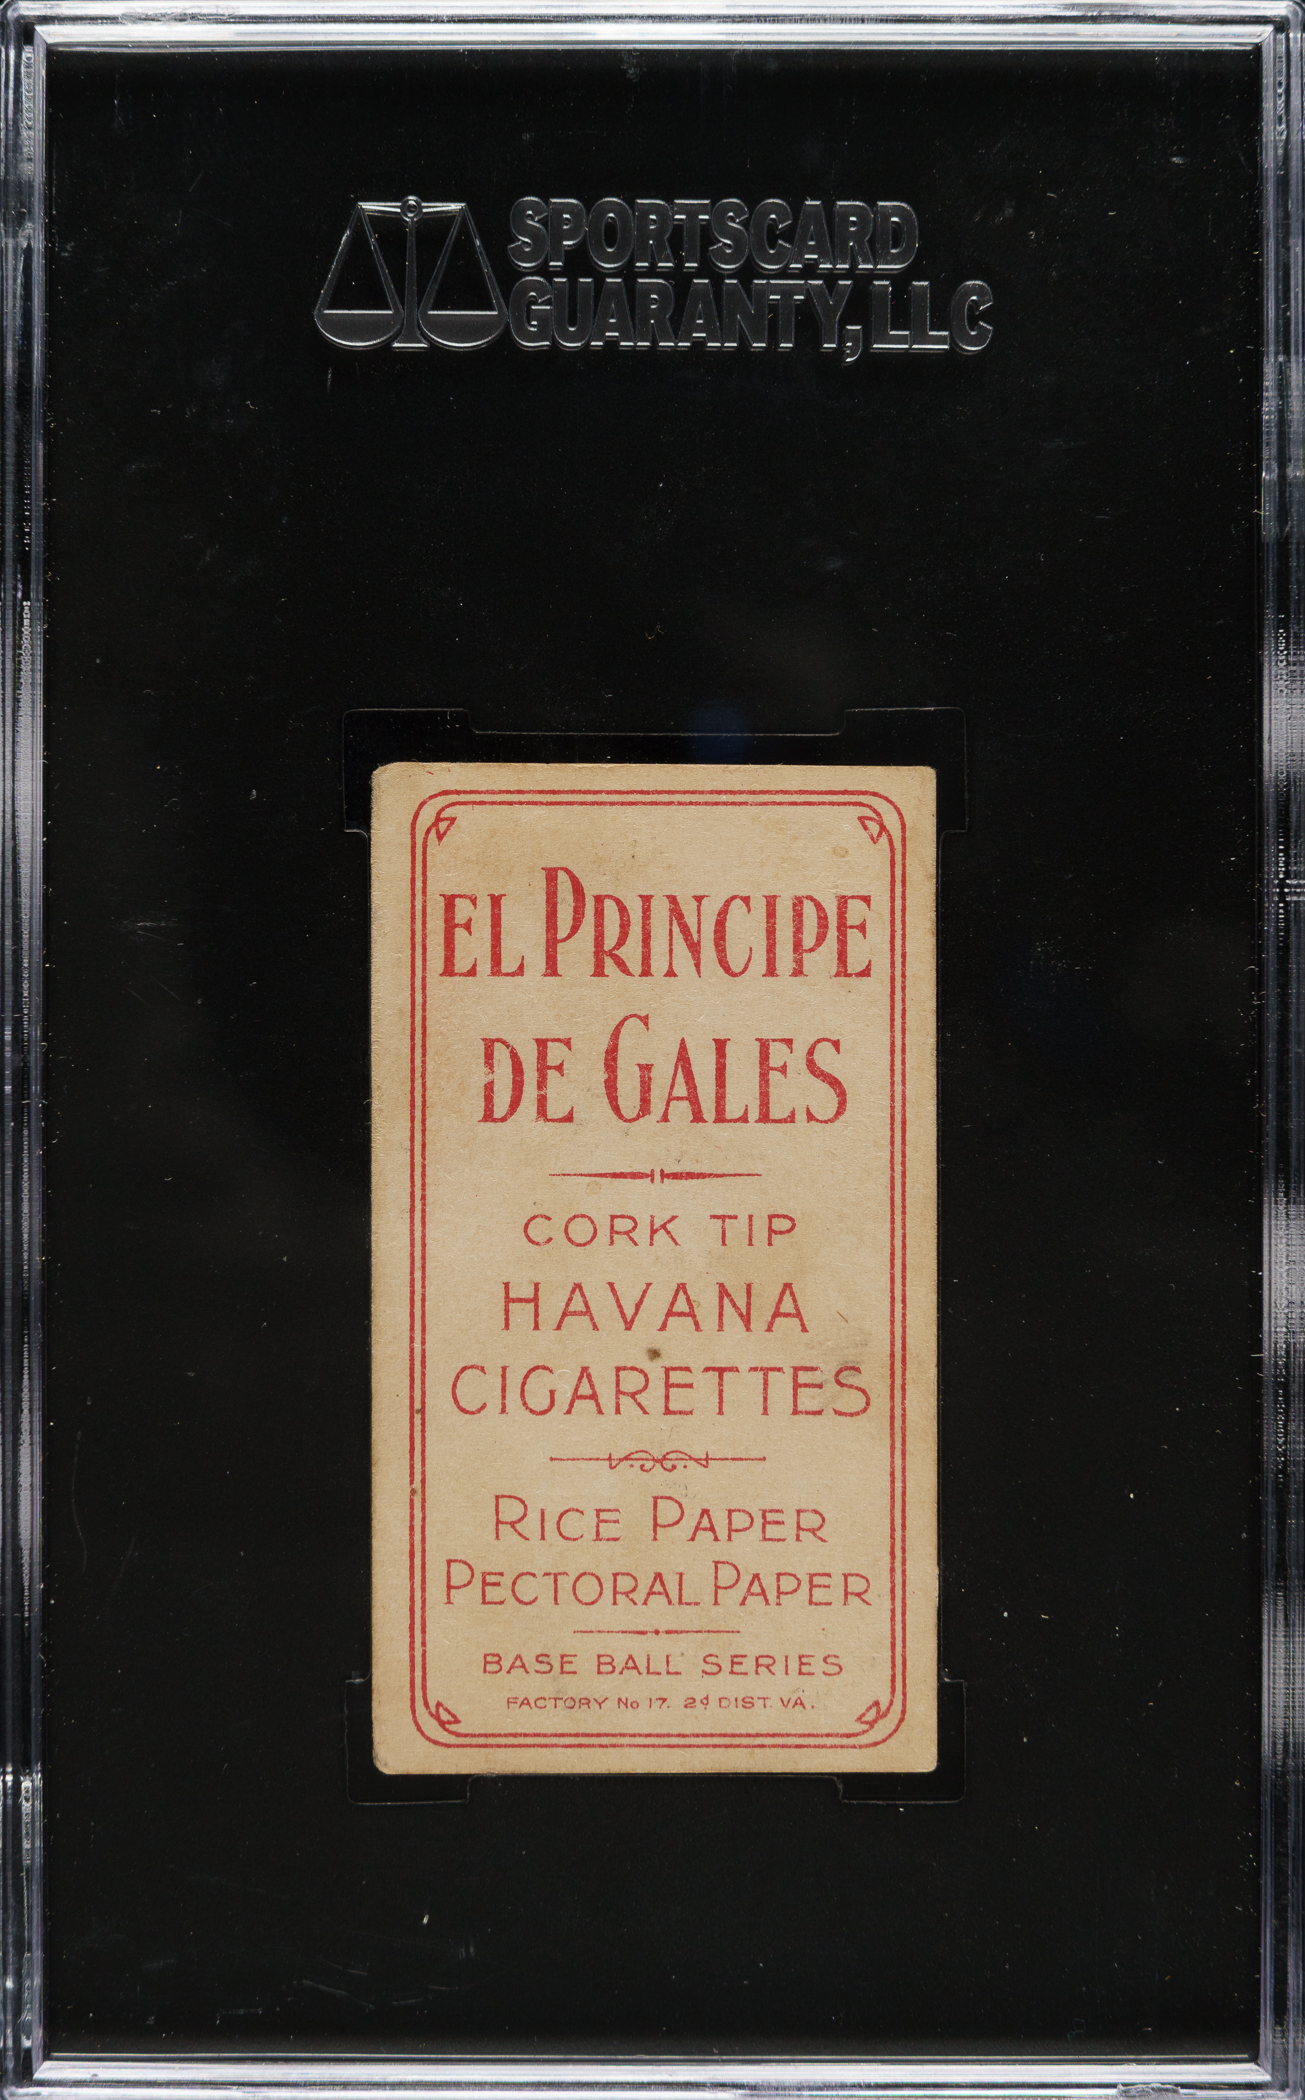 SPORTSCARD
GUARANTY, LLC
EL PRINCIPE
DE GALES
CORK TIP
HAVANA
CIGARETTES
RICE PAPER
PECTORAL PAPER
BASE BALL SERIES
FACTORY No 17. 2d DIST. VA.